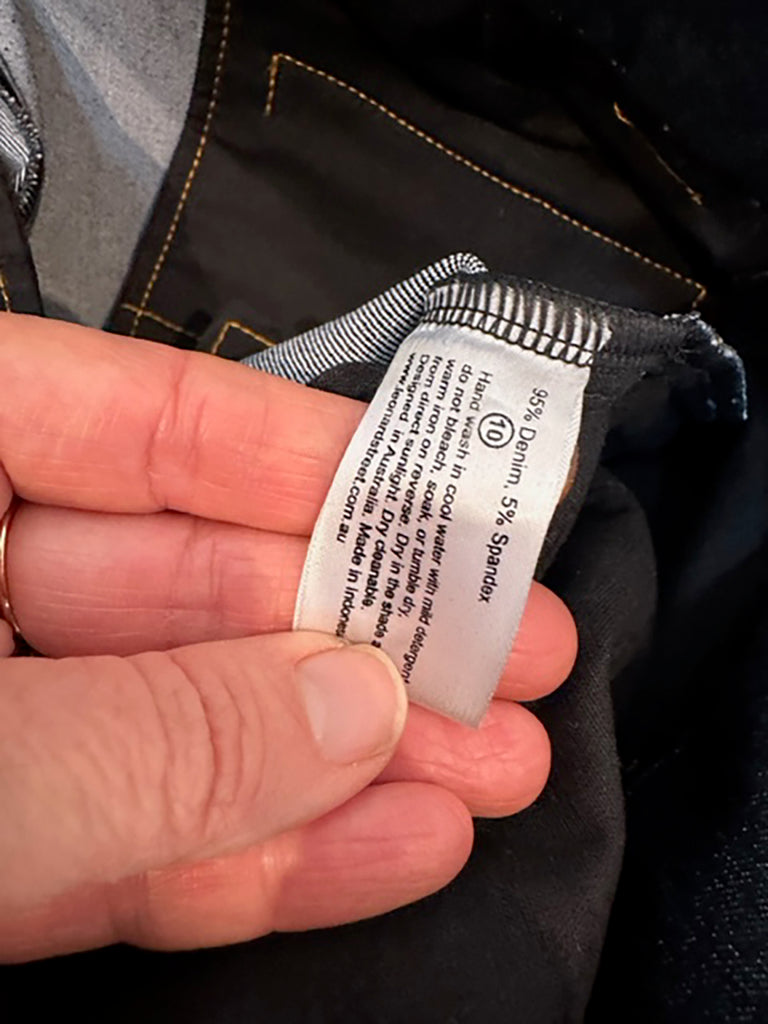 95% Denim, 5% Spandex
10
Hand wash in cool water with mild detergent
do not bleach, soak, or tumble dry,
warm iron on reverse. Dry in the shade
from direct sunlight. Dry cleanable.
Designed in Australia. Made in
www.leonardstreet.com.au